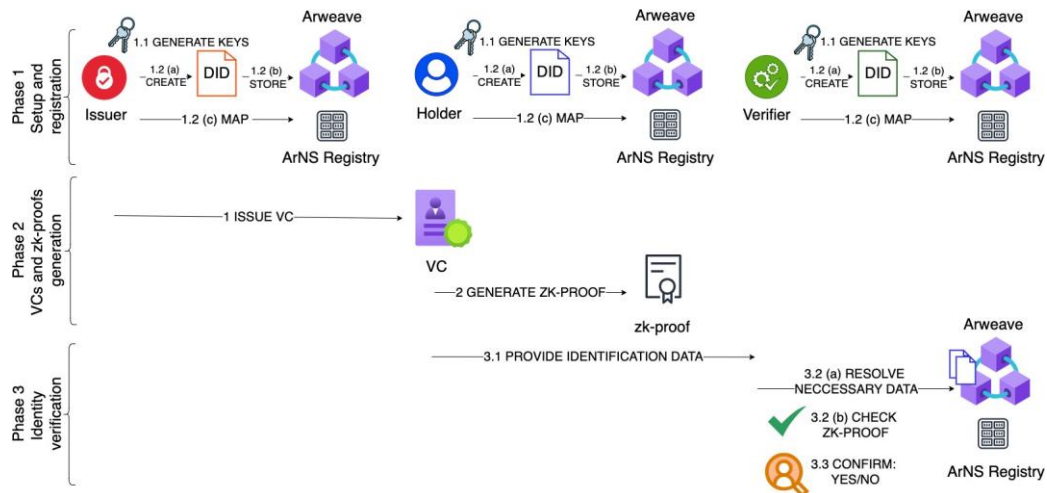 Phase 1
Setup and
registration
Arweave
1.1 GENERATE KEYS
1.2 (a)
CREATE
DID
1.2 (b)
STORE
Issuer
1.2 (c) MAP
ArNS Registry
Arweave
1.1 GENERATE KEYS
1.2 (a)
CREATE
DID
1.2 (b)
STORE
Holder
1.2 (c) MAP
ArNS Registry
Arweave
1.1 GENERATE KEYS
1.2 (a)
CREATE
DID
1.2 (b)
STORE
Verifier
1.2 (c) MAP
ArNS Registry
Phase 2
VCs and zk-proofs
generation
1 ISSUE VC
VC
2 GENERATE ZK-PROOF
zk-proof
Phase 3
Identity
verification
3.1 PROVIDE IDENTIFICATION DATA
Arweave
3.2 (a) RESOLVE
NECCESSARY DATA
3.2 (b) CHECK
ZK-PROOF
3.3 CONFIRM:
YES/NO
ArNS Registry